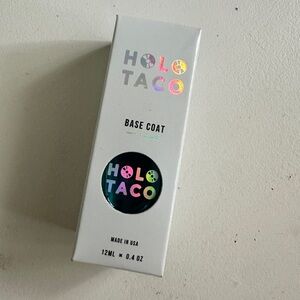 HOLO
TACO
BASE COAT
HOLO
TACO
MADE IN USA
12ML × 0.4 OZ